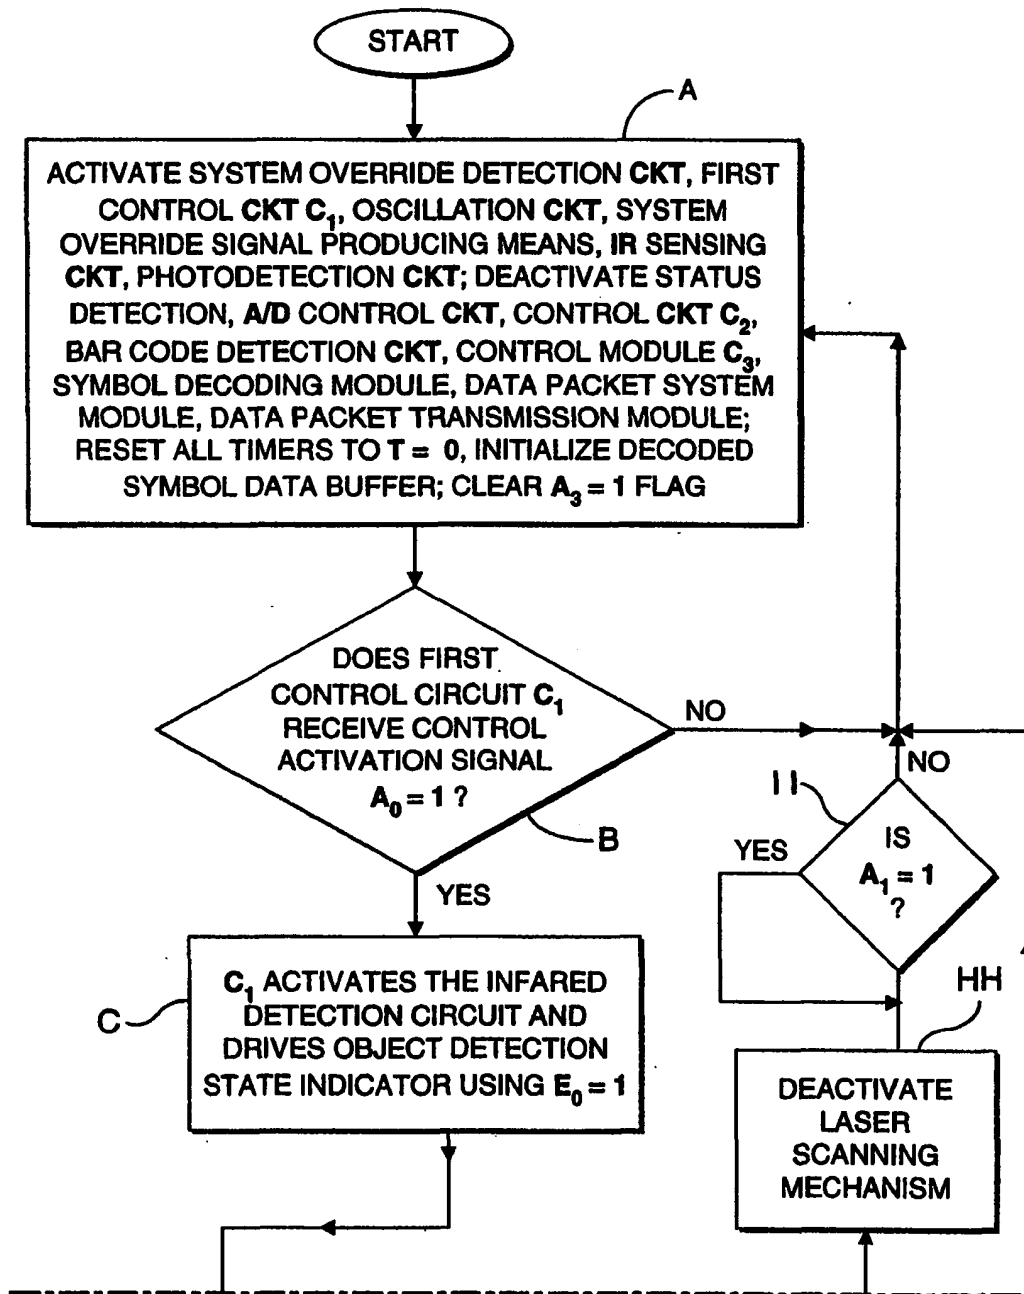 START
A
ACTIVATE SYSTEM OVERRIDE DETECTION CKT, FIRST
CONTROL CKT C₁, OSCILLATION CKT, SYSTEM
OVERRIDE SIGNAL PRODUCING MEANS, IR SENSING
CKT, PHOTODETECTION CKT; DEACTIVATE STATUS
DETECTION, A/D CONTROL CKT, CONTROL CKT C₂,
BAR CODE DETECTION CKT, CONTROL MODULE C₃,
SYMBOL DECODING MODULE, DATA PACKET SYSTEM
MODULE, DATA PACKET TRANSMISSION MODULE;
RESET ALL TIMERS TO T = 0, INITIALIZE DECODED
SYMBOL DATA BUFFER; CLEAR A₃ = 1 FLAG
DOES FIRST
CONTROL CIRCUIT C₁
RECEIVE CONTROL
ACTIVATION SIGNAL
A₀ = 1 ?
NO
B
YES
NO
II
IS
A₁ = 1
?
YES
C₁ ACTIVATES THE INFARED
DETECTION CIRCUIT AND
DRIVES OBJECT DETECTION
STATE INDICATOR USING E₀ = 1
C
HH
DEACTIVATE
LASER
SCANNING
MECHANISM